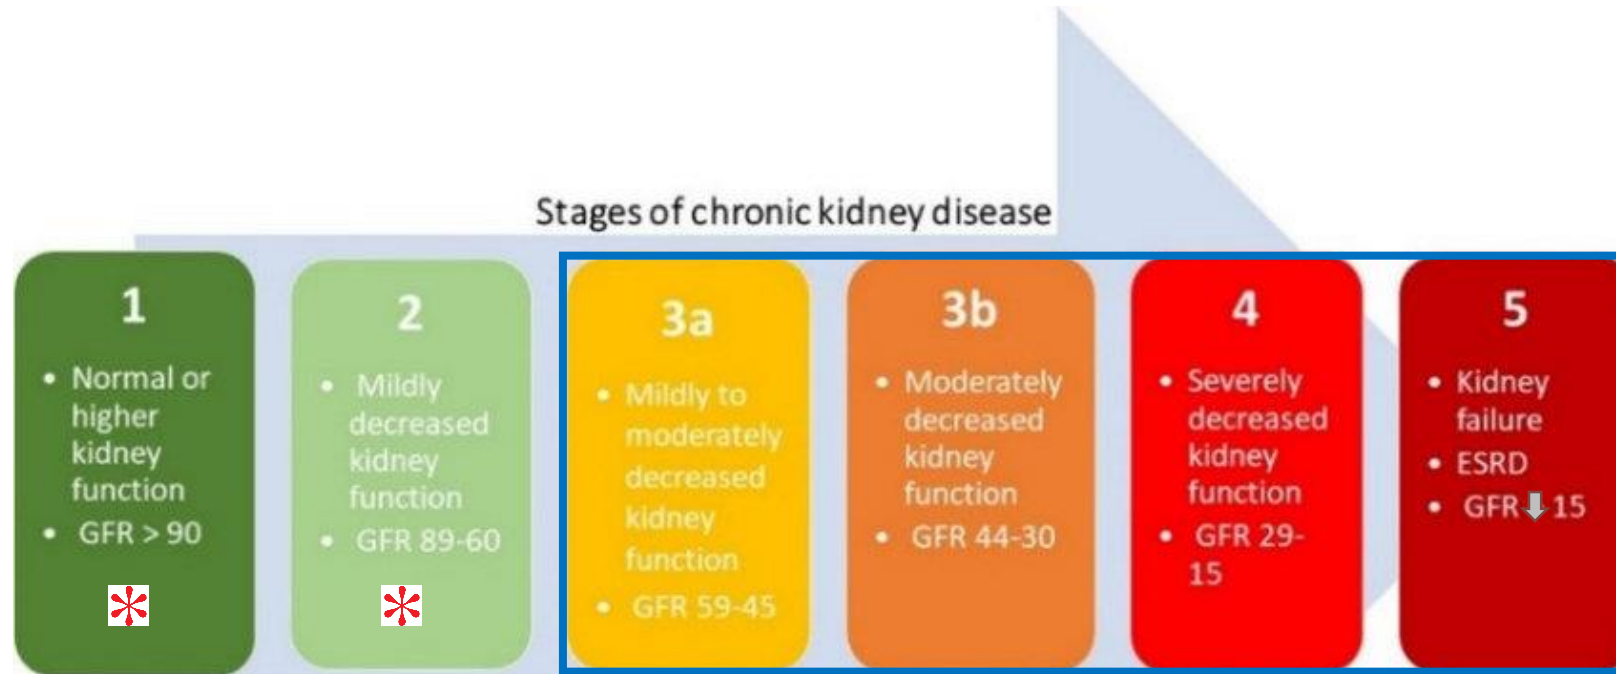 Stages of chronic kidney disease
1
• Normal or
higher
kidney
function
• GFR > 90
*
2
• Mildly
decreased
kidney
function
• GFR 89-60
*
3a
• Mildly to
moderately
decreased
kidney
function
• GFR 59-45
3b
• Moderately
decreased
kidney
function
• GFR 44-30
4
• Severely
decreased
kidney
function
• GFR 29-
15
5
• Kidney
failure
• ESRD
• GFR ⬇ 15